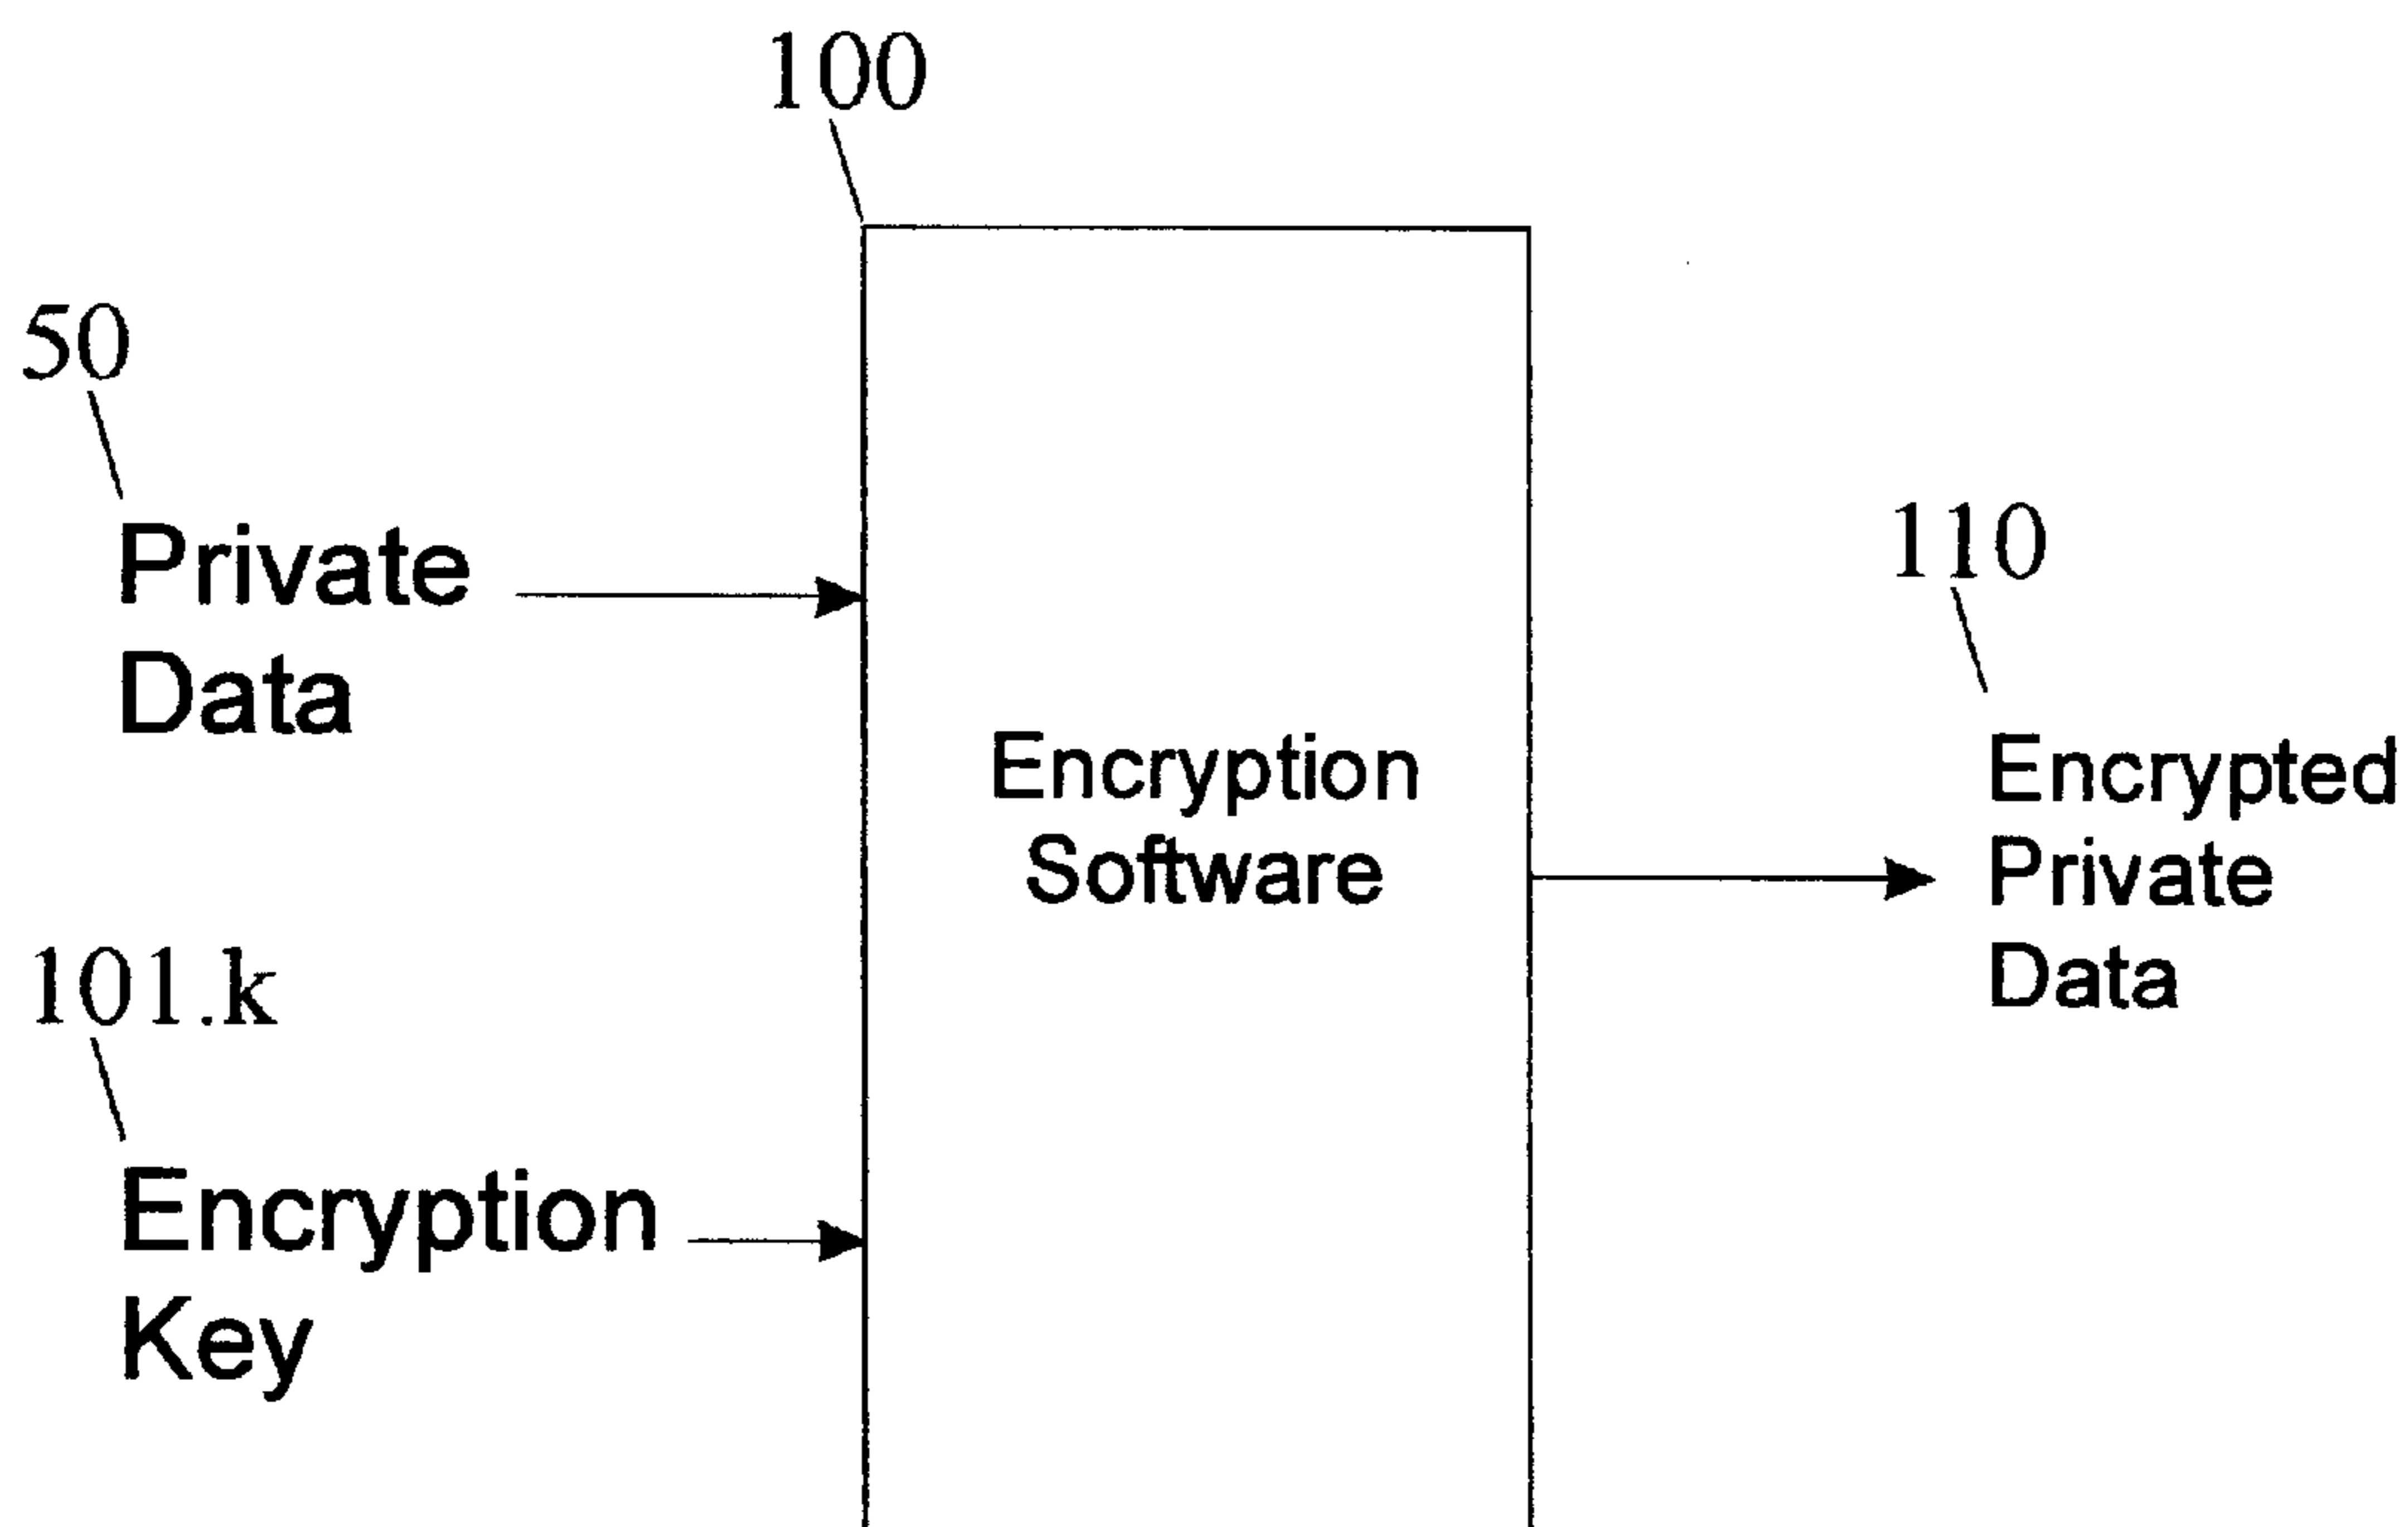 100
50
Private
Data
101.k
Encryption
Key
Encryption
Software
110
Encrypted
Private
Data